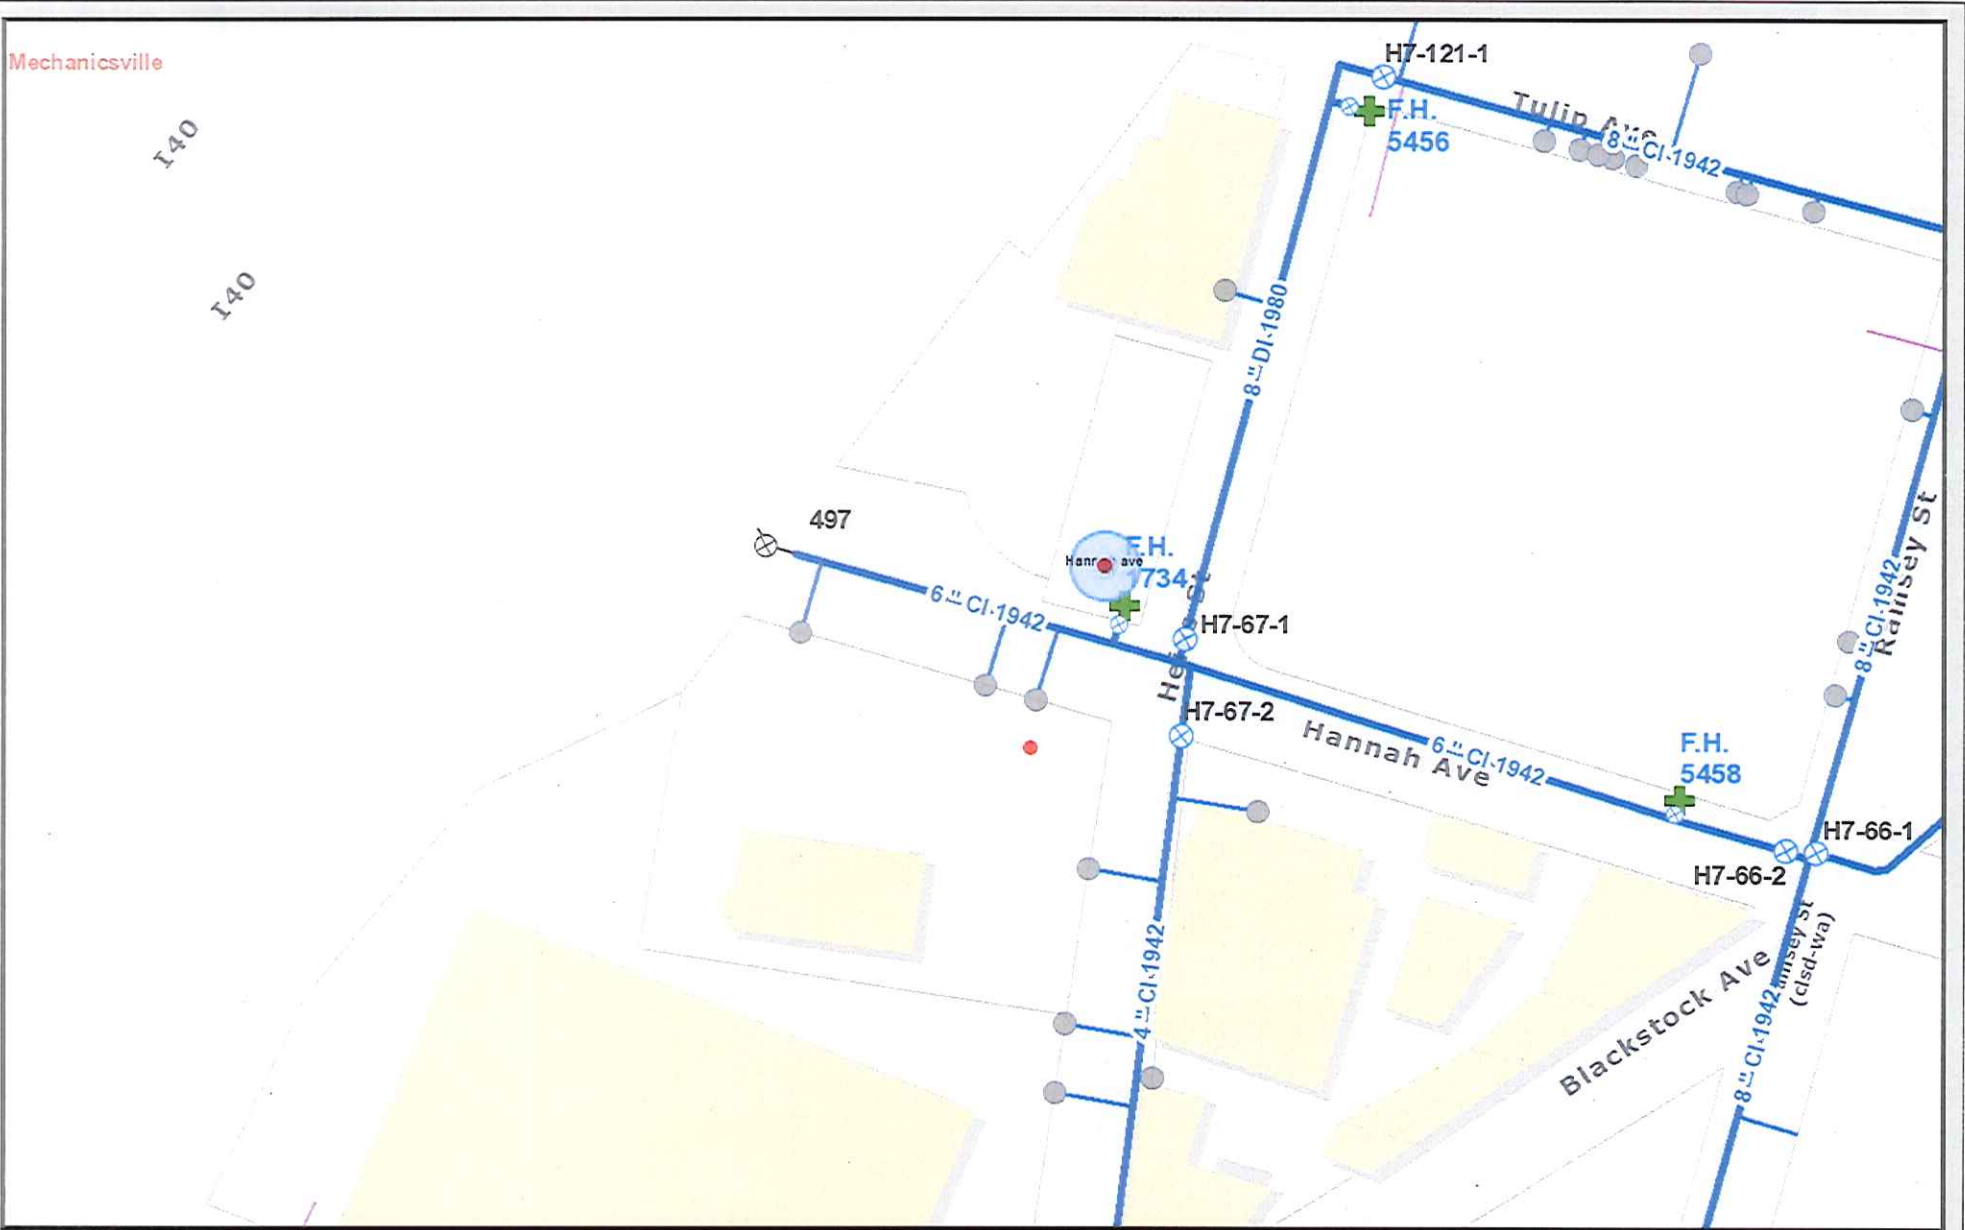 Mechanicsville
H7-121-1
I40
Tulip Ave
F.H.
5456
8 " CI-1942
I40
8 " DI-1980
497
Hannah ave
F.H.
1734
6 " CI-1942
H7-67-1
H7-67-2
Hannah Ave
6 " CI-1942
Ramsey St
8 " CI-1942
F.H.
5458
H7-66-1
H7-66-2
4 " CI-1942
Blackstock Ave
(clsd-wa)
8 " CI-1942